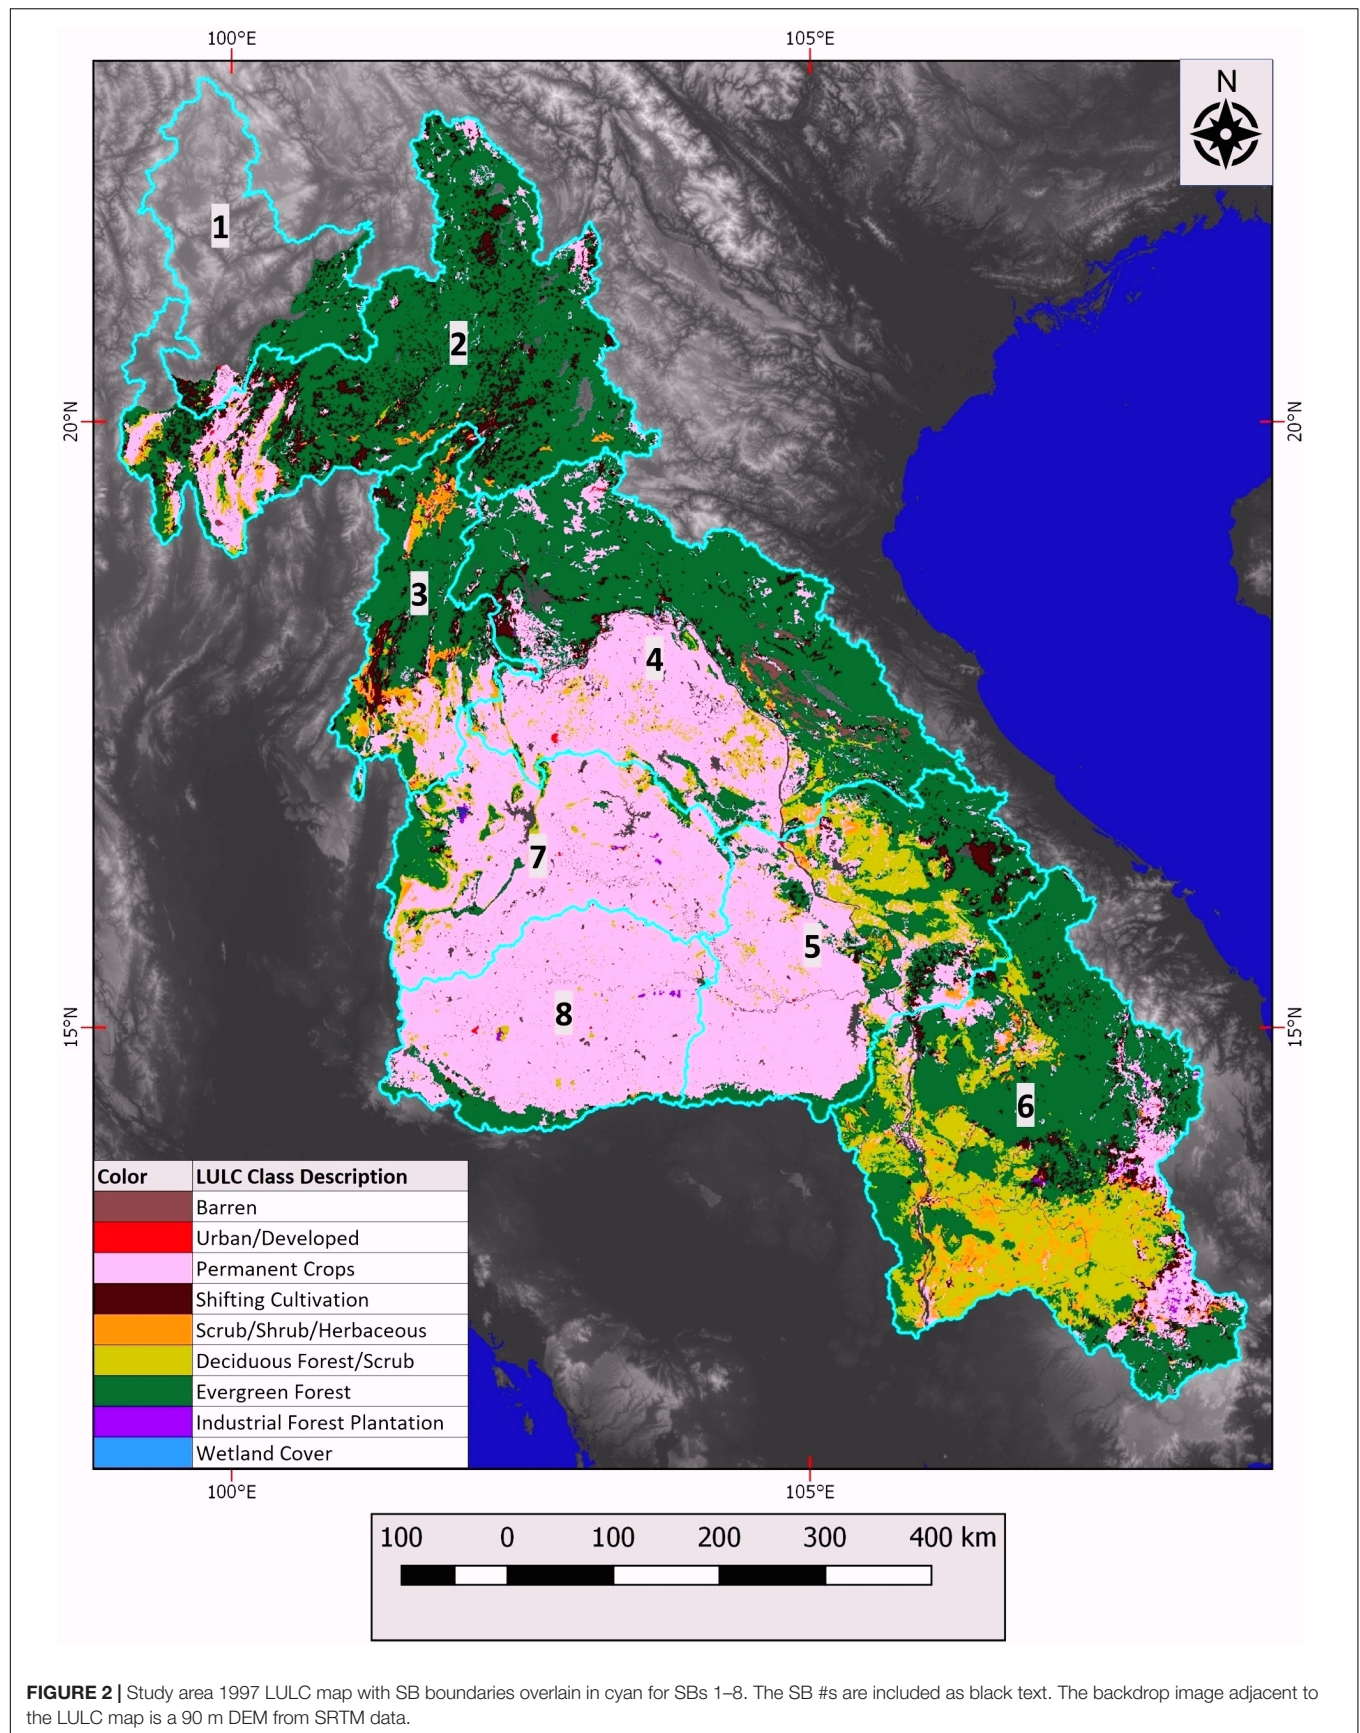 100°E 105°E
N
1
2
20°N 20°N
3
4
7
5
8
15°N 15°N
6
Color LULC Class Description
Barren
Urban/Developed
Permanent Crops
Shifting Cultivation
Scrub/Shrub/Herbaceous
Deciduous Forest/Scrub
Evergreen Forest
Industrial Forest Plantation
Wetland Cover
100°E 105°E
100 0 100 200 300 400 km
FIGURE 2 | Study area 1997 LULC map with SB boundaries overlain in cyan for SBs 1–8. The SB #s are included as black text. The backdrop image adjacent to
the LULC map is a 90 m DEM from SRTM data.